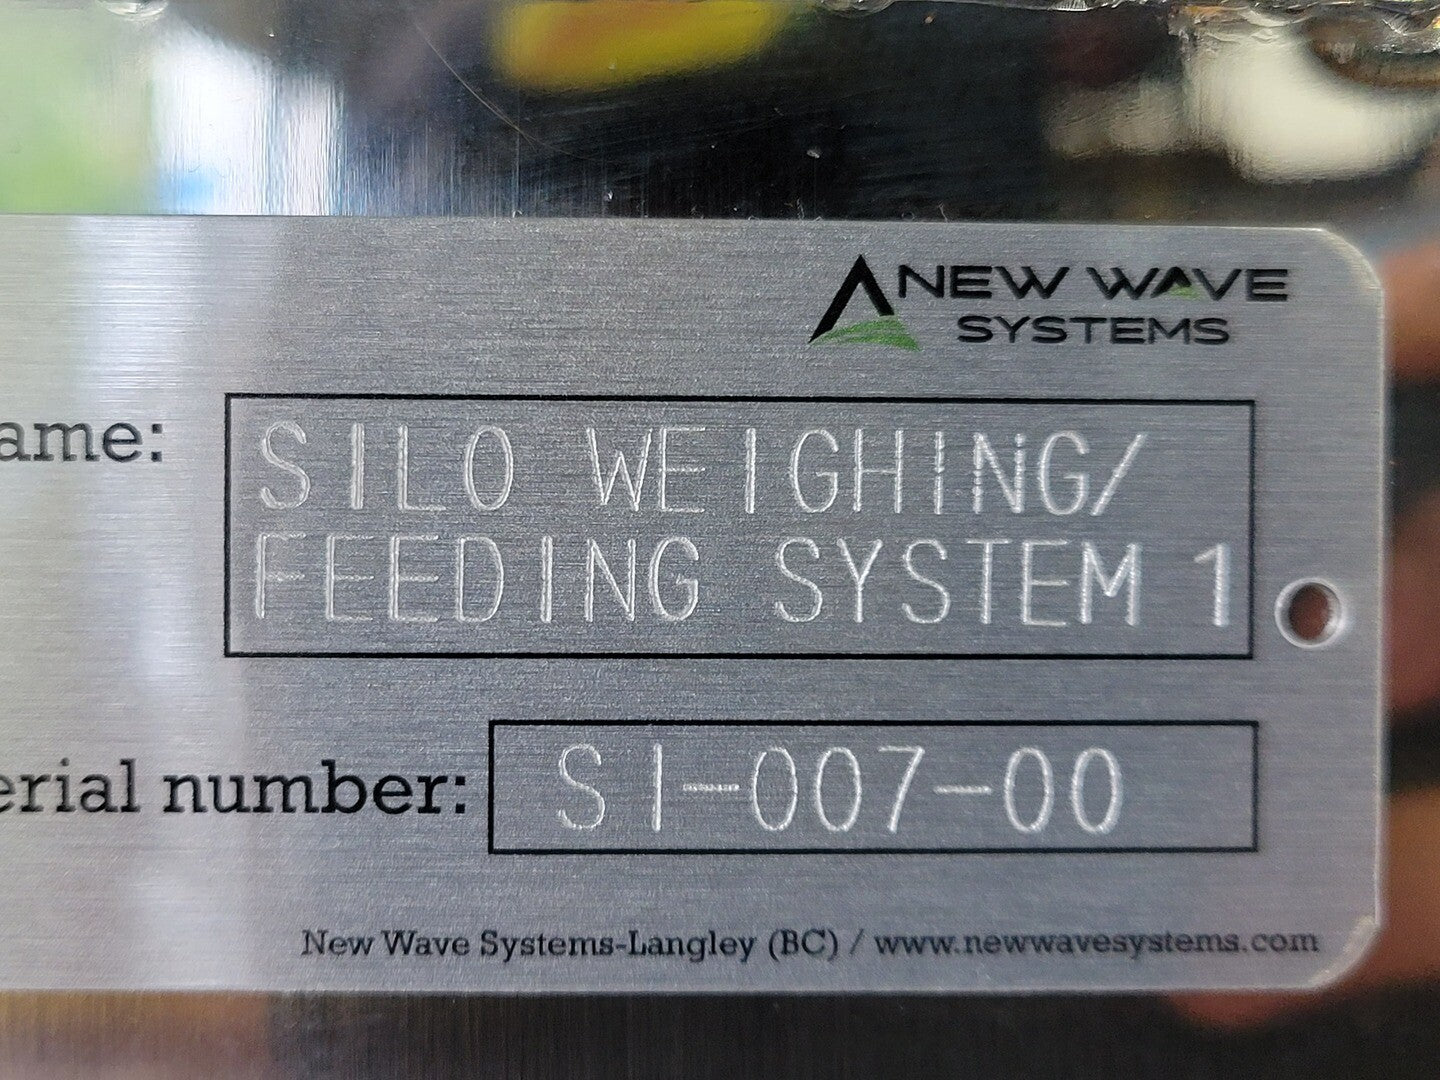 NEW WAVE
SYSTEMS
ame:
SILO WEIGHING/
FEEDING SYSTEM 1
erial number:
SI-007-00
New Wave Systems-Langley (BC) / www.newwavesystems.com